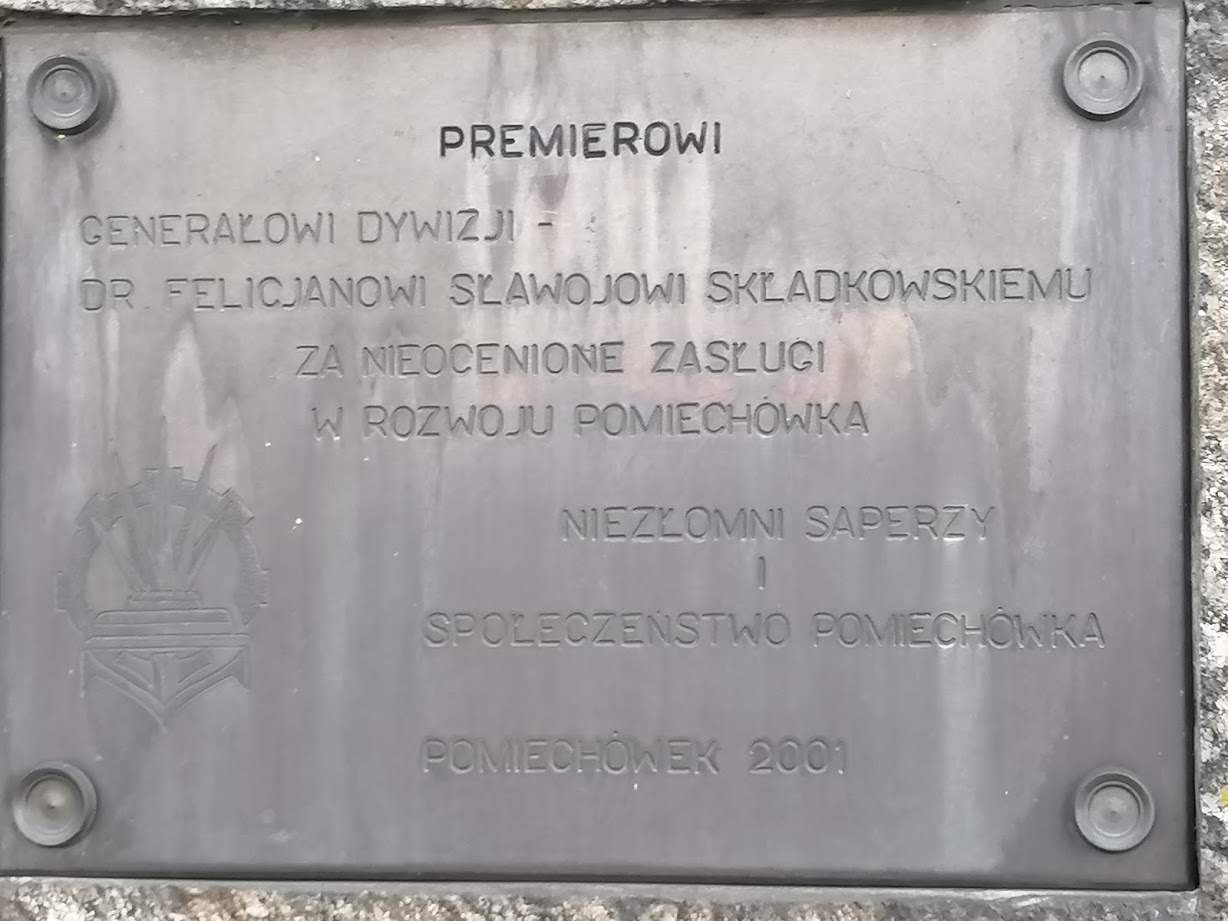 PREMIEROWI
GENERAŁOWI DYWIZJI -
DR. FELICJANOWI SŁAWOJOWI SKŁADKOWSKIEMU
ZA NIEOCENIONE ZASŁUGI
W ROZWOJU POMIECHÓWKA
NIEZŁOMNI SAPERZY
I
SPOŁECZEŃSTWO POMIECHÓWKA
POMIECHÓWEK 2001